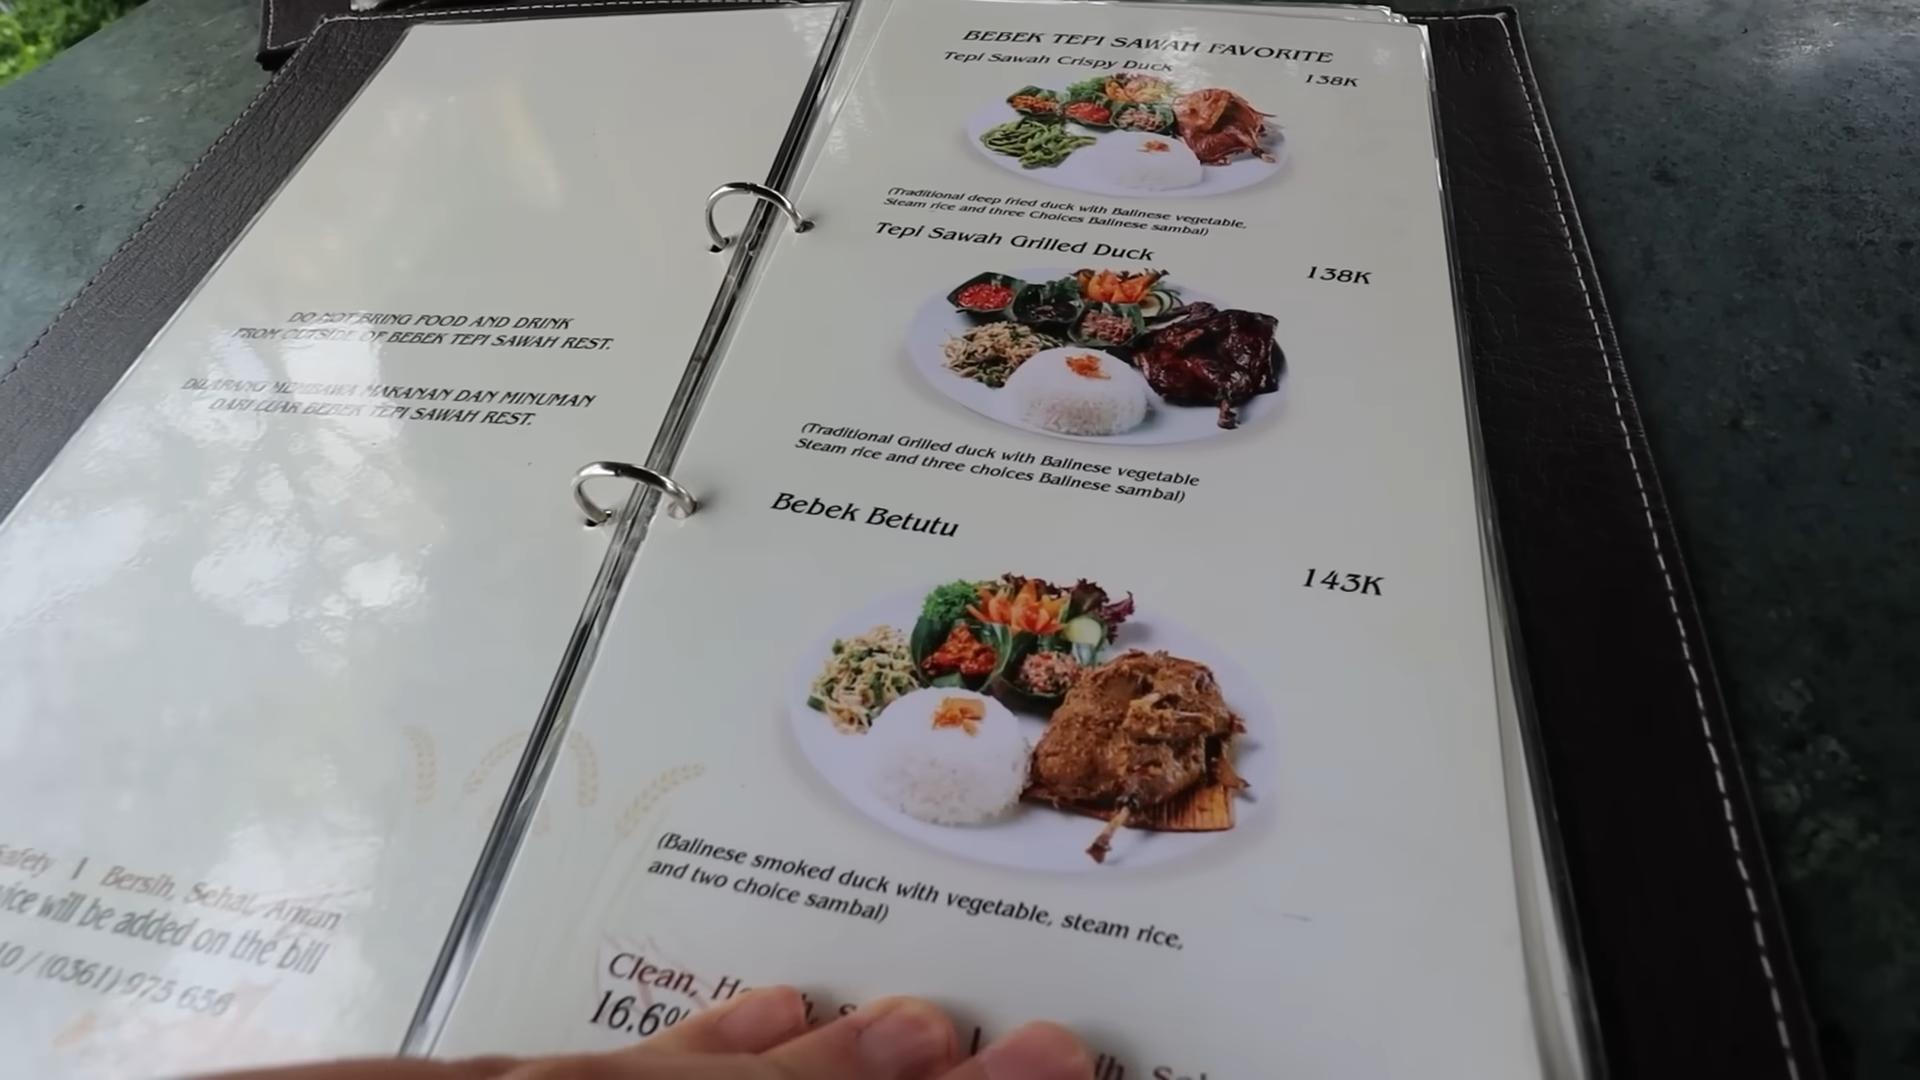 DO NOT BRING FOOD AND DRINK
FROM OUTSIDE OF BEBEK TEPI SAWAH REST.
DILARANG MEMBAWA MAKANAN DAN MINUMAN
DARI LUAR BEBEK TEPI SAWAH REST.
Safety | Bersih, Sehat, Aman
will be added on the bill
/ (0361) 975 656
BEBEK TEPI SAWAH FAVORITE
Tepi Sawah Crispy Duck 138K
(Traditional deep fried duck with Balinese vegetable,
Steam rice and three Choices Balinese sambal)
Tepi Sawah Grilled Duck 138K
(Traditional Grilled duck with Balinese vegetable
Steam rice and three choices Balinese sambal)
Bebek Betutu 143K
(Balinese smoked duck with vegetable, steam rice,
and two choice sambal)
Clean,
16.6%